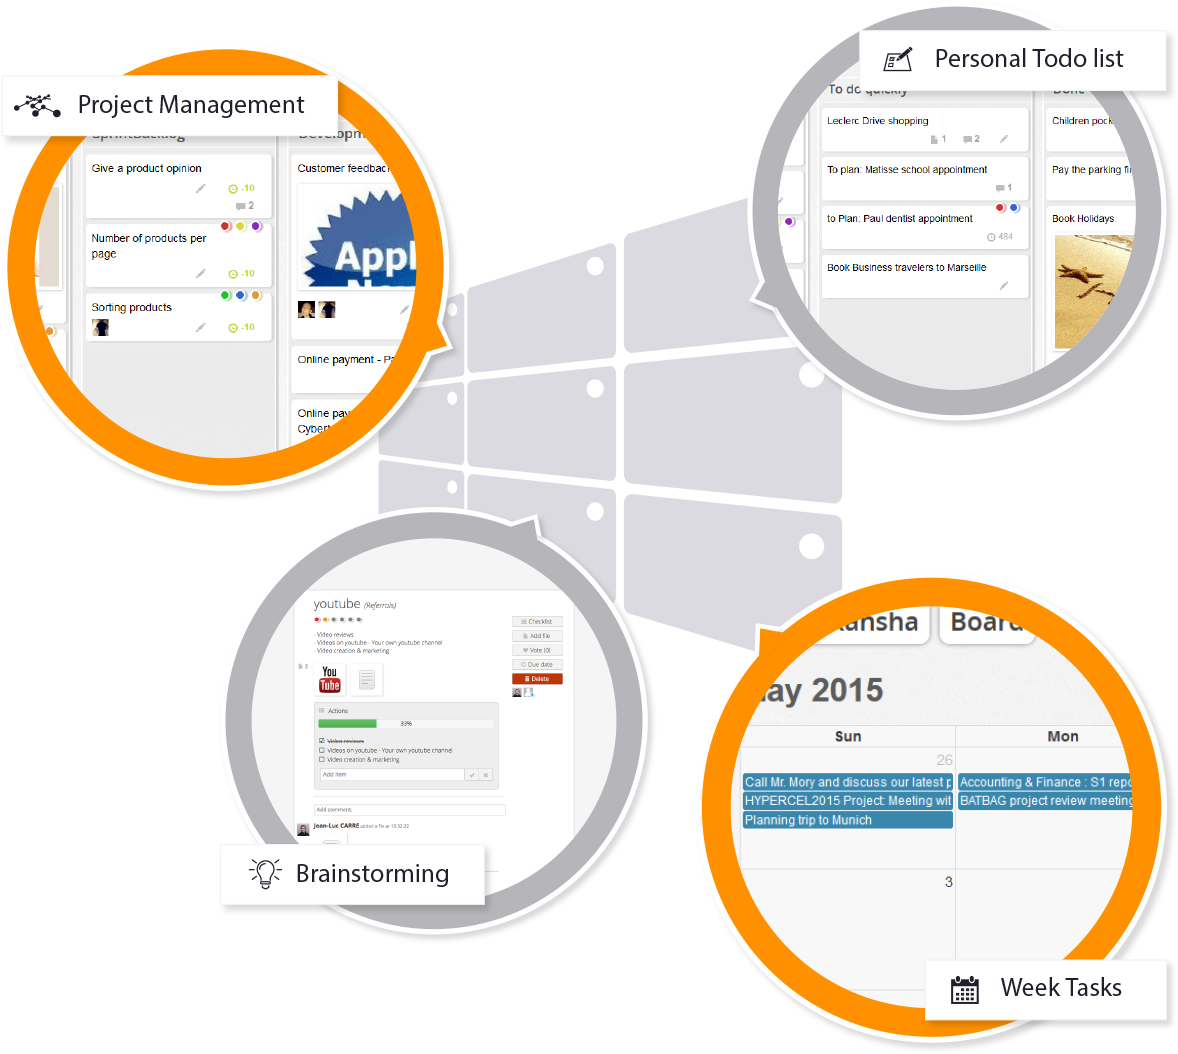 Project Management
SprintBacklog
Give a product opinion
-10
2
Number of products per
page
-10
Sorting products
-10
Developm
Customer feedbac
Appl
Online payment - Pa
Online pay
Cybert
Personal Todo list
To do quickly
Leclerc Drive shopping
1
2
To plan: Matisse school appointment
1
to Plan: Paul dentist appointment
484
Book Business travelers to Marseille
Done
Children pock
Pay the parking fi
Book Holidays
youtube (Referrals)
- Video reviews
- Videos on youtube - Your own youtube channel
- Video creation & marketing
2
You
Tube
Checklist
Add file
Vote (0)
Due date
Delete
Actions
33%
Video reviews
Videos on youtube - Your own youtube channel
Video creation & marketing
Add item
Add comment.
Jean-Luc CARRE added a file at 10:32:22
Brainstorming
ansha
Board
ay 2015
Sun
Mon
26
Call Mr. Mory and discuss our latest p
HYPERCEL2015 Project: Meeting wit
Planning trip to Munich
Accounting & Finance : S1 repo
BATBAG project review meeting
3
Week Tasks